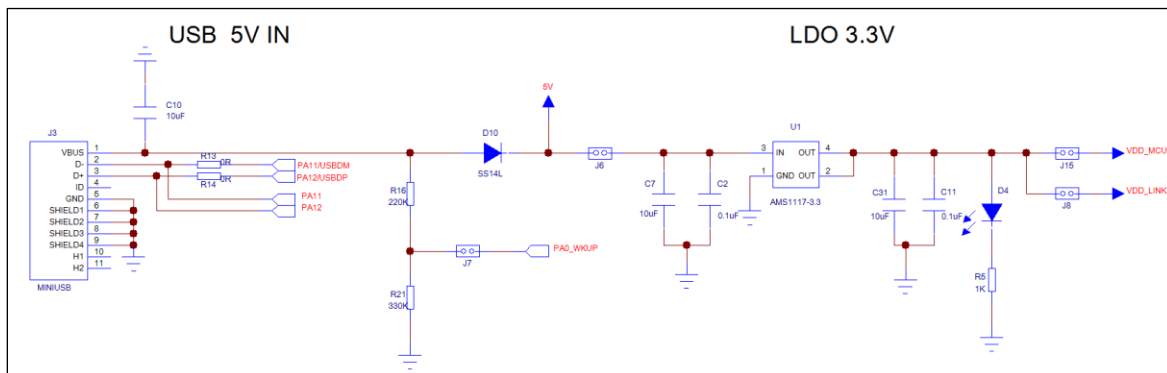 USB 5V IN
LDO 3.3V
C10
10uF
J3
VBUS 1
D- 2
D+ 3
ID 4
GND 5
SHIELD1 6
SHIELD2 7
SHIELD3 8
SHIELD4 9
H1 10
H2 11
MINIUSB
R13
0R
PA11/USBDM
R14
0R
PA12/USBDP
PA11
PA12
R16
220K
J7
PA0_WKUP
R21
330K
D10
SS14L
5V
J6
C7
10uF
C2
0.1uF
U1
3 IN OUT 4
1 GND OUT 2
AMS1117-3.3
C31
10uF
C11
0.1uF
D4
R5
1K
J15
VDD_MCU
J8
VDD_LINK